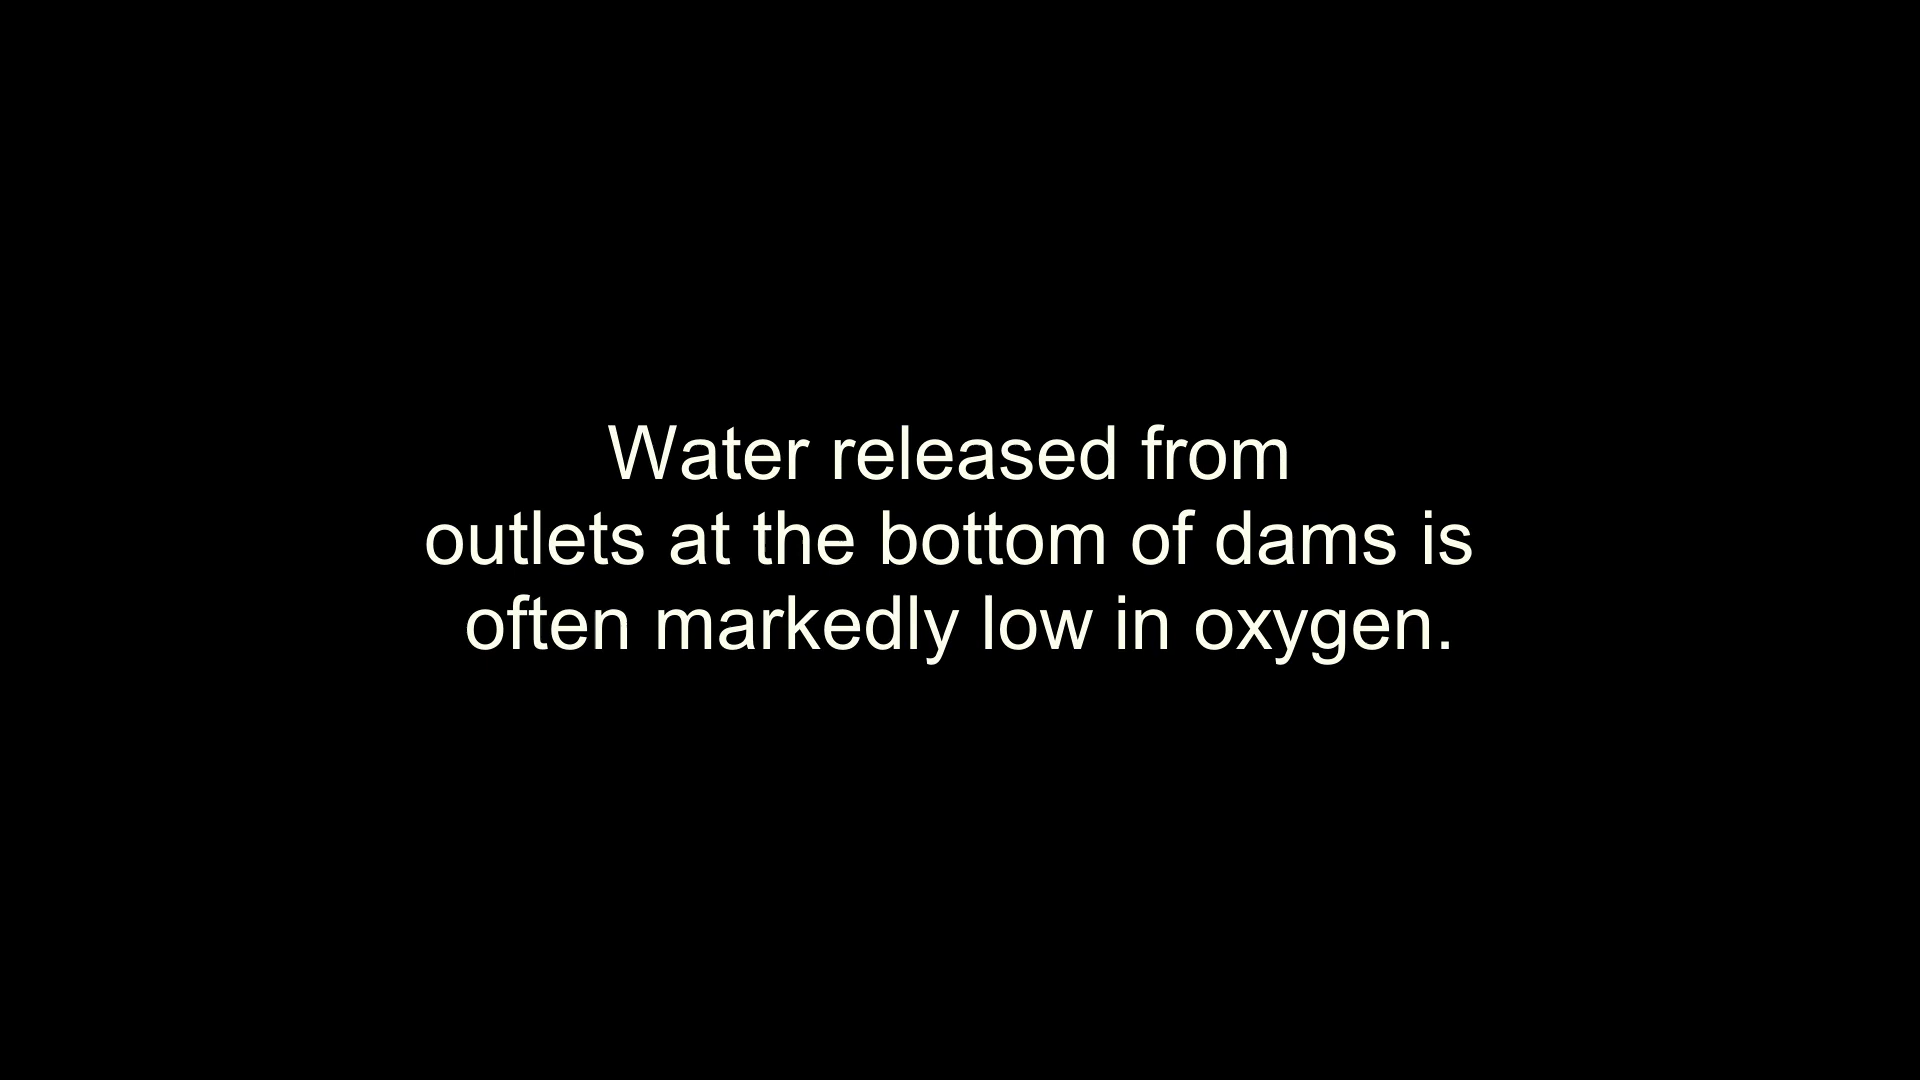 Water released from
outlets at the bottom of dams is
often markedly low in oxygen.